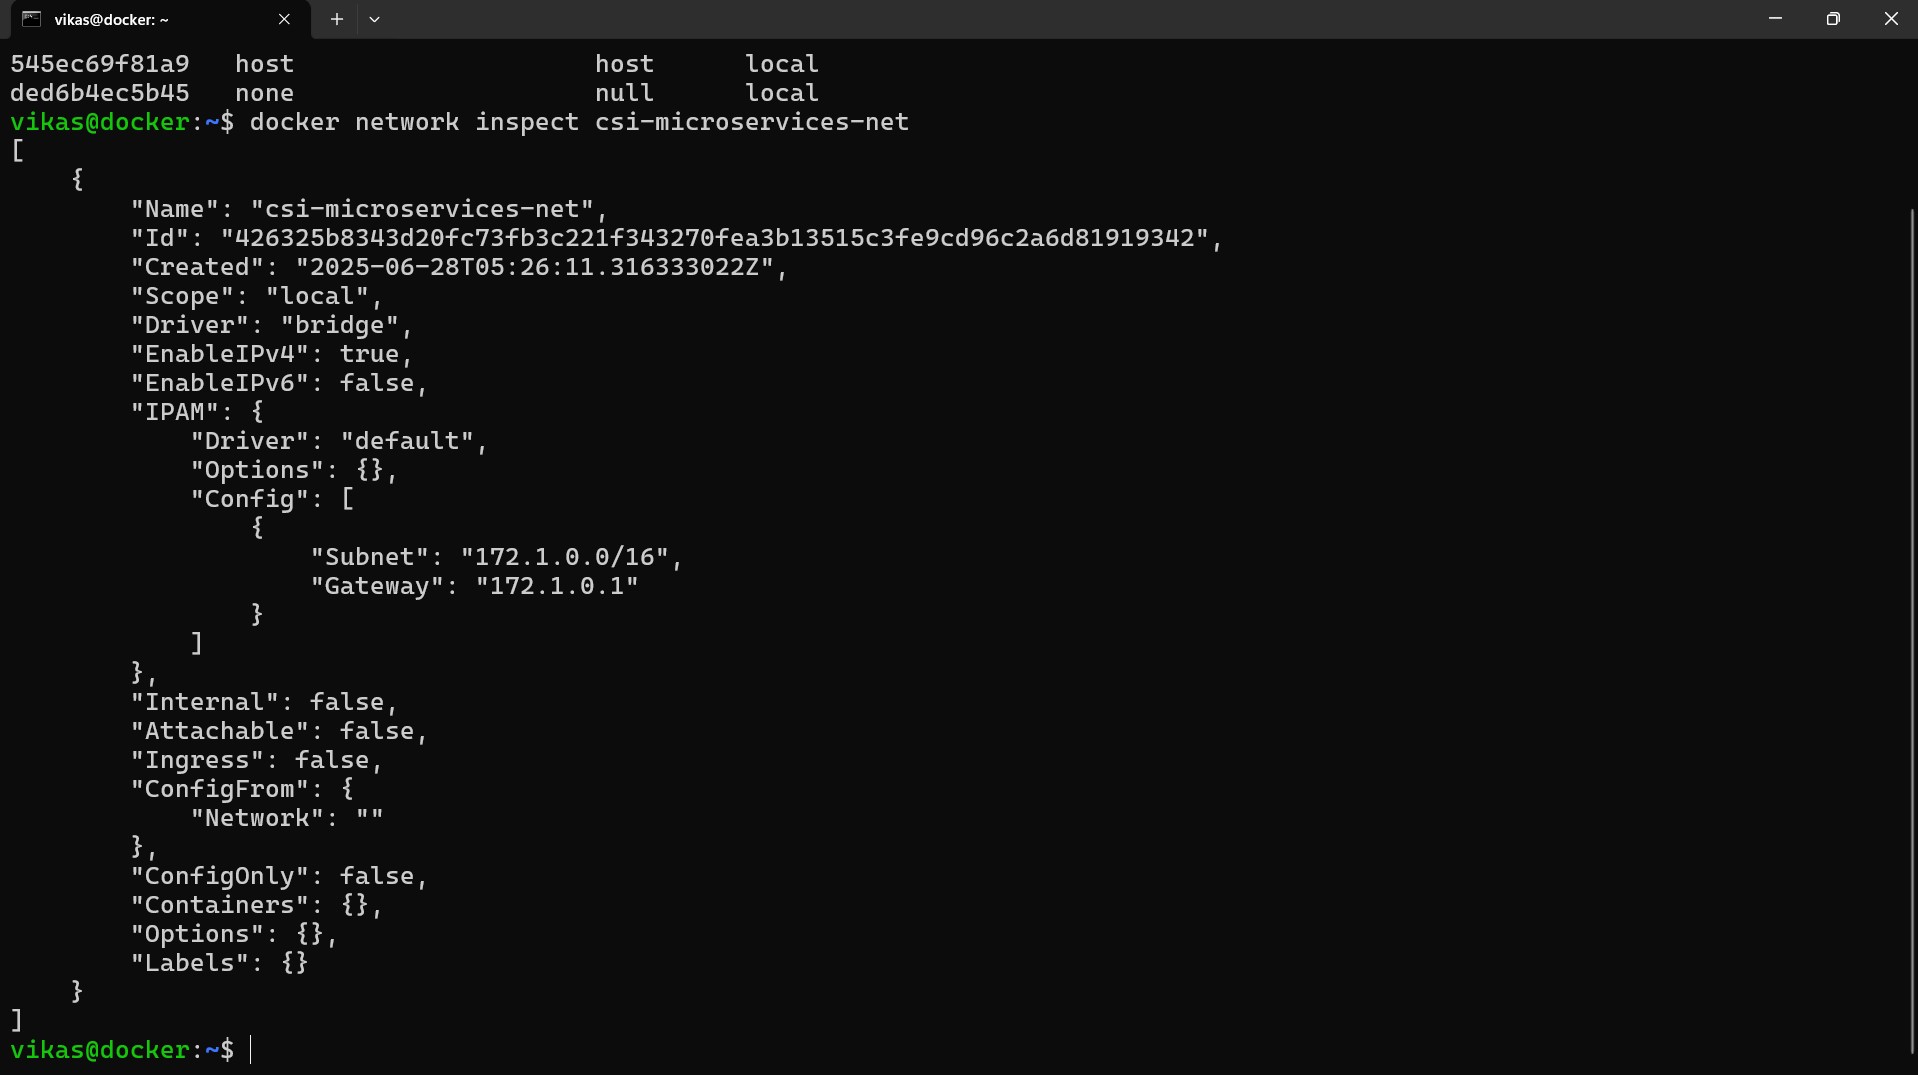 vikas@docker: ~
545ec69f81a9   host                    host      local
ded6b4ec5b45   none                    null      local
vikas@docker:~$ docker network inspect csi-microservices-net
[
    {
        "Name": "csi-microservices-net",
        "Id": "426325b8343d20fc73fb3c221f343270fea3b13515c3fe9cd96c2a6d81919342",
        "Created": "2025-06-28T05:26:11.316333022Z",
        "Scope": "local",
        "Driver": "bridge",
        "EnableIPv4": true,
        "EnableIPv6": false,
        "IPAM": {
            "Driver": "default",
            "Options": {},
            "Config": [
                {
                    "Subnet": "172.1.0.0/16",
                    "Gateway": "172.1.0.1"
                }
            ]
        },
        "Internal": false,
        "Attachable": false,
        "Ingress": false,
        "ConfigFrom": {
            "Network": ""
        },
        "ConfigOnly": false,
        "Containers": {},
        "Options": {},
        "Labels": {}
    }
]
vikas@docker:~$